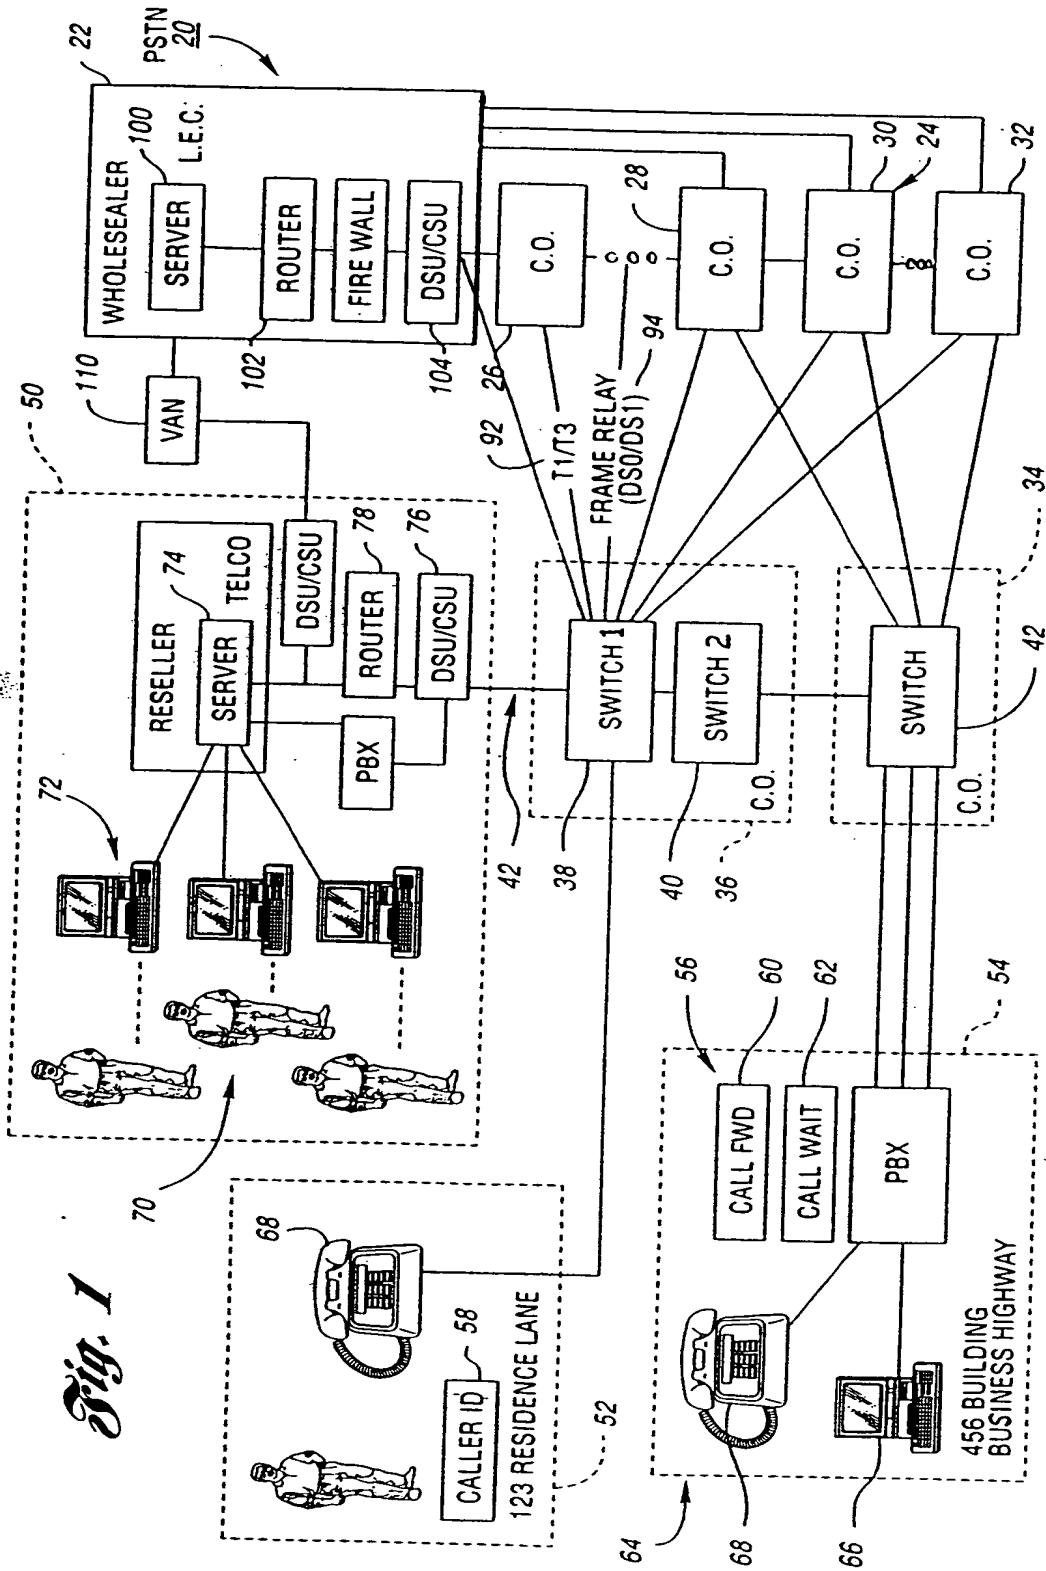 Fig. 1
PSTN
20
22
WHOLESALER
L.E.C.
100
SERVER
ROUTER
102
FIRE WALL
DSU/CSU
104
110
VAN
50
RESELLER
TELCO
74
SERVER
DSU/CSU
78
ROUTER
76
DSU/CSU
PBX
72
70
26
C.O.
28
C.O.
30
24
C.O.
32
C.O.
92
T1/T3
FRAME RELAY
(DS0/DS1)
94
42
SWITCH 1
38
SWITCH 2
40
36
C.O.
34
SWITCH
42
C.O.
68
58
CALLER ID
123 RESIDENCE LANE
52
56
CALL FWD
60
CALL WAIT
62
PBX
54
64
68
66
456 BUILDING
BUSINESS HIGHWAY